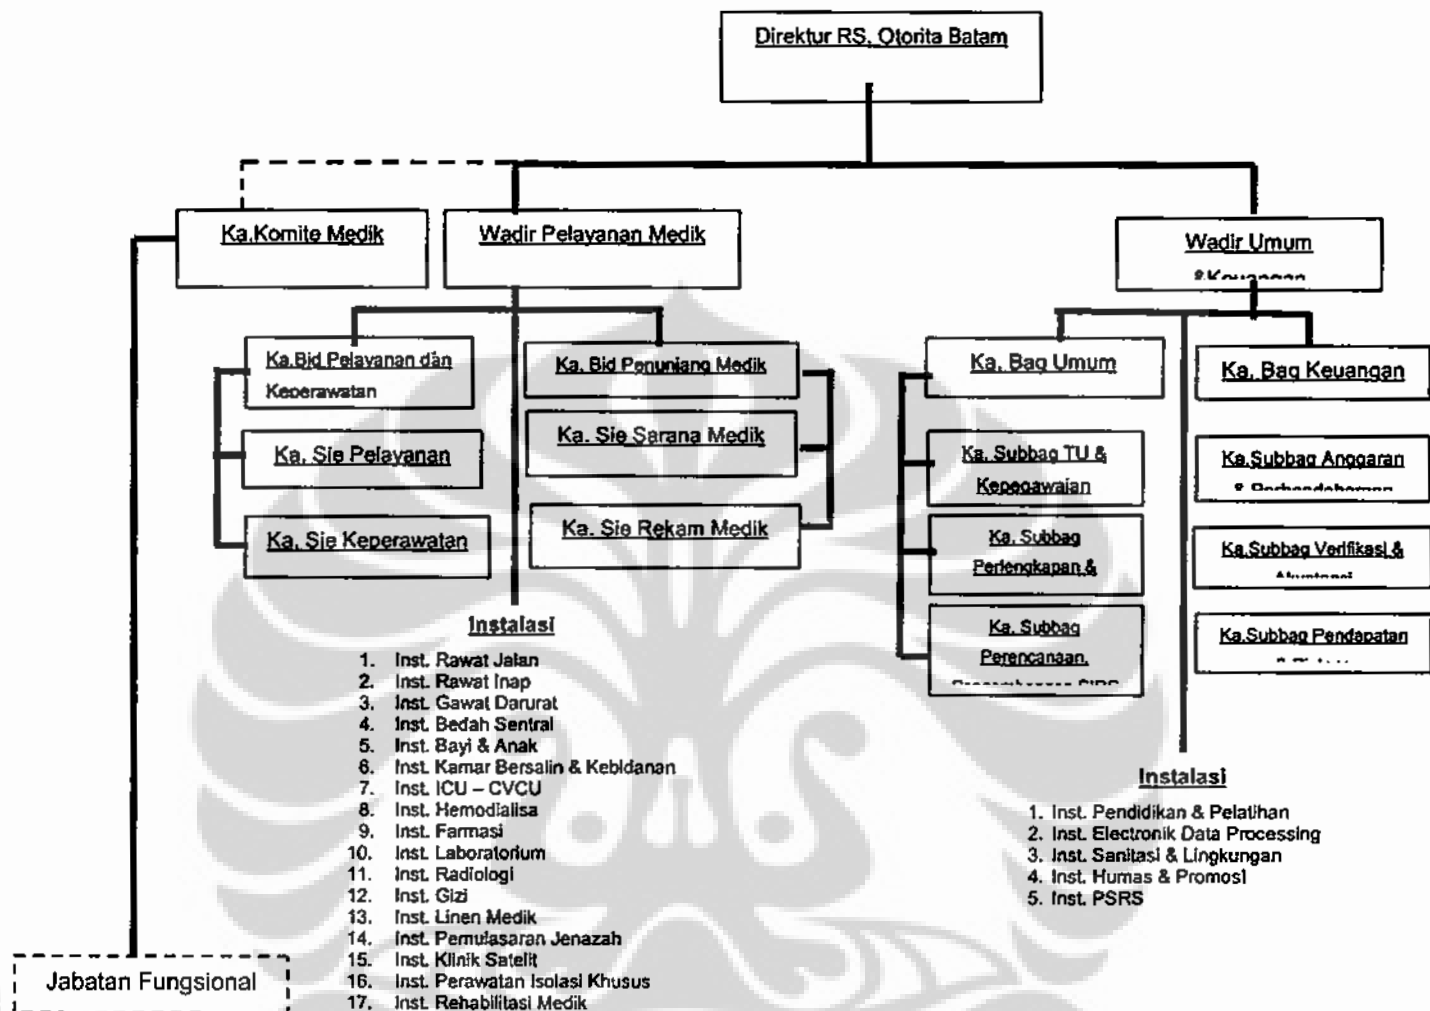 Direktur RS. Otorita Batam
Ka.Komite Medik
Wadir Pelayanan Medik
Wadir Umum
&Keuangan
Ka.Bid Pelayanan dan
Keperawatan
Ka. Sie Pelayanan
Ka. Sie Keperawatan
Ka. Bid Penunjang Medik
Ka. Sie Sarana Medik
Ka. Sie Rekam Medik
Ka. Bag Umum
Ka. Subbag TU &
Kepegawaian
Ka. Subbag
Perlengkapan &
Ka. Subbag
Perencanaan,
Ka. Bag Keuangan
Ka.Subbag Anggaran
& Perbendaharaan
Ka.Subbag Verifikasi &
Akuntansi
Ka.Subbag Pendapatan
Instalasi
1. Inst. Rawat Jalan
2. Inst. Rawat Inap
3. Inst. Gawat Darurat
4. Inst. Bedah Sentral
5. Inst. Bayi & Anak
6. Inst. Kamar Bersalin & Kebidanan
7. Inst. ICU – CVCU
8. Inst. Hemodialisa
9. Inst. Farmasi
10. Inst. Laboratorium
11. Inst. Radiologi
12. Inst. Gizi
13. Inst. Linen Medik
14. Inst. Pemulasaran Jenazah
15. Inst. Klinik Satelit
16. Inst. Perawatan Isolasi Khusus
17. Inst. Rehabilitasi Medik
Instalasi
1. Inst. Pendidikan & Pelatihan
2. Inst. Electronik Data Processing
3. Inst. Sanitasi & Lingkungan
4. Inst. Humas & Promosi
5. Inst. PSRS
Jabatan Fungsional